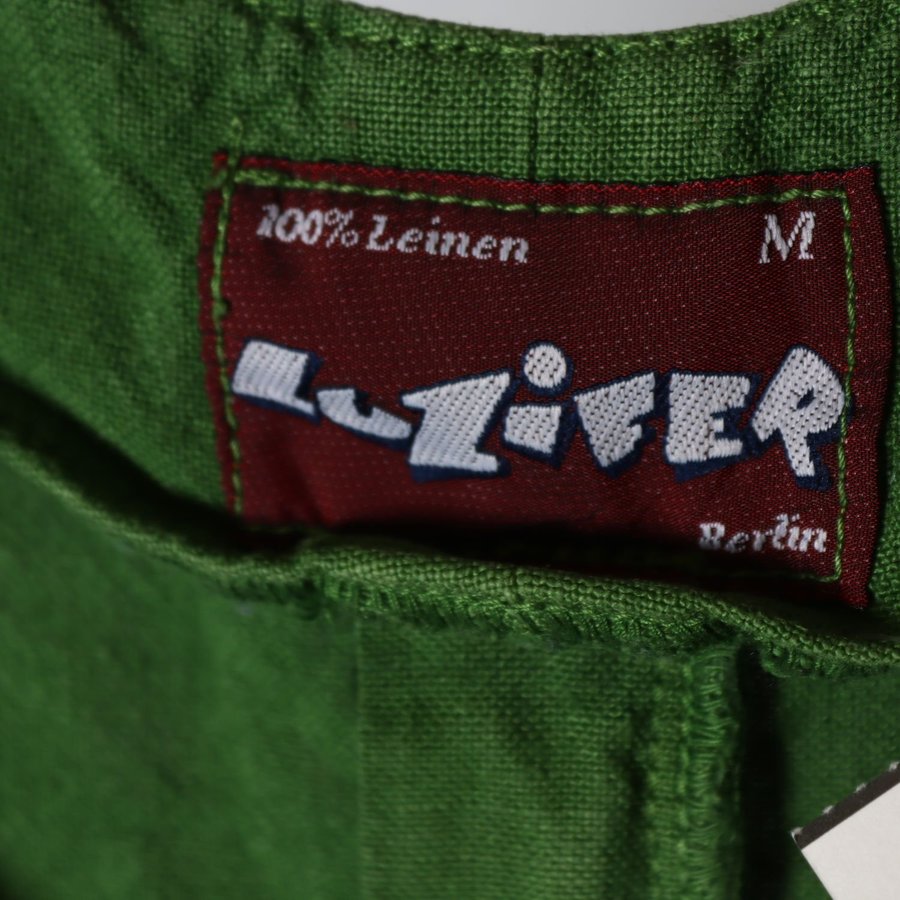 100% Leinen M
LUZiFER
Berlin